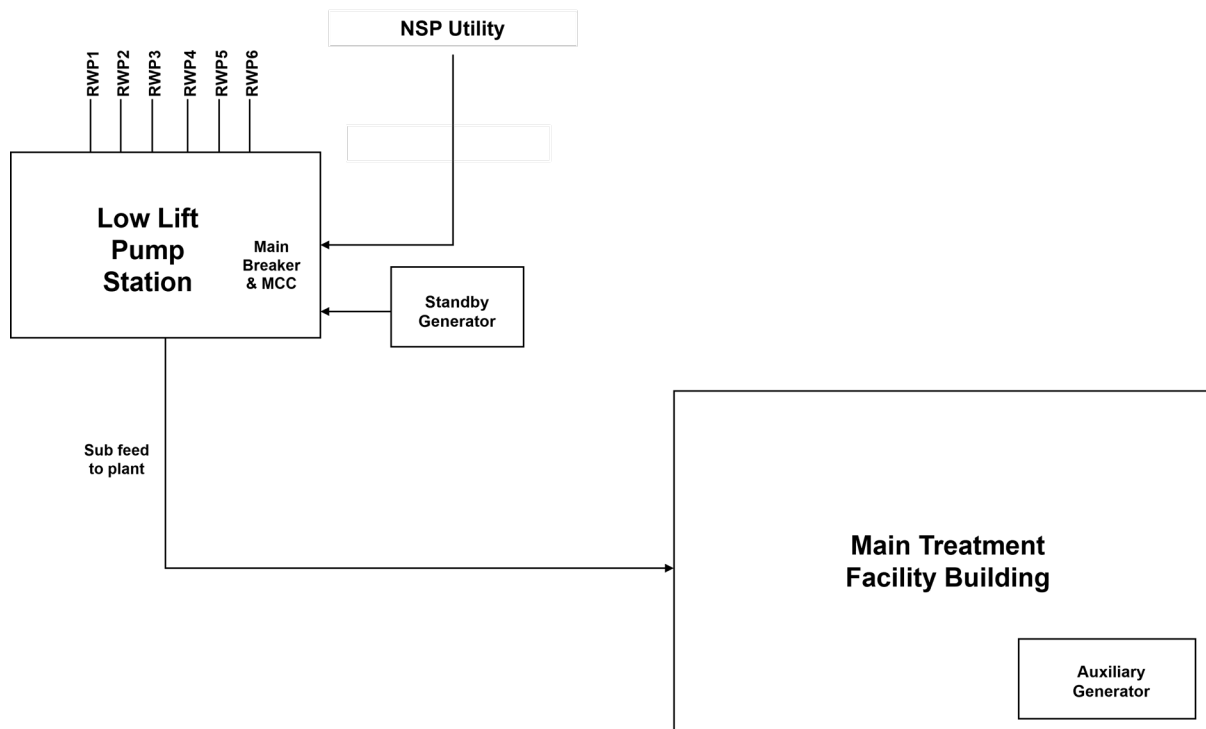 NSP Utility
RWP1
RWP2
RWP3
RWP4
RWP5
RWP6
Low Lift
Pump
Station
Main
Breaker
& MCC
Standby
Generator
Sub feed
to plant
Main Treatment
Facility Building
Auxiliary
Generator